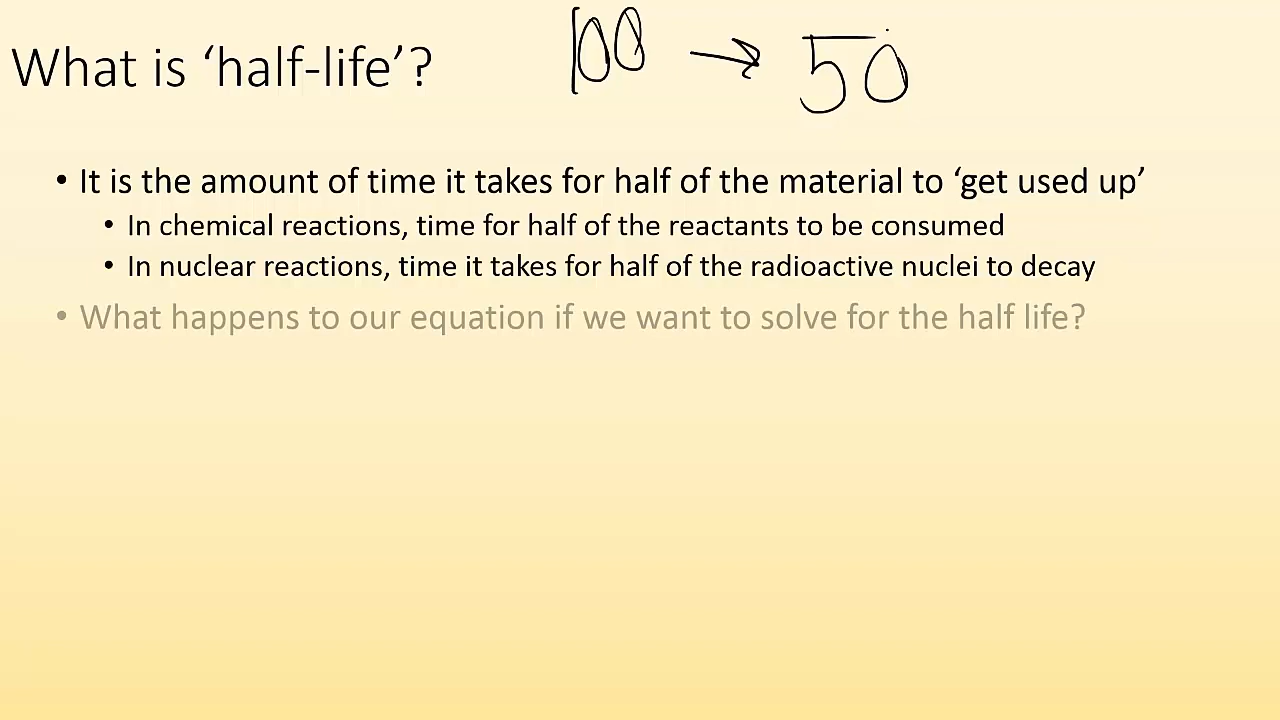 What is ‘half-life’?
100 → 50
• It is the amount of time it takes for half of the material to ‘get used up’
• In chemical reactions, time for half of the reactants to be consumed
• In nuclear reactions, time it takes for half of the radioactive nuclei to decay
• What happens to our equation if we want to solve for the half life?